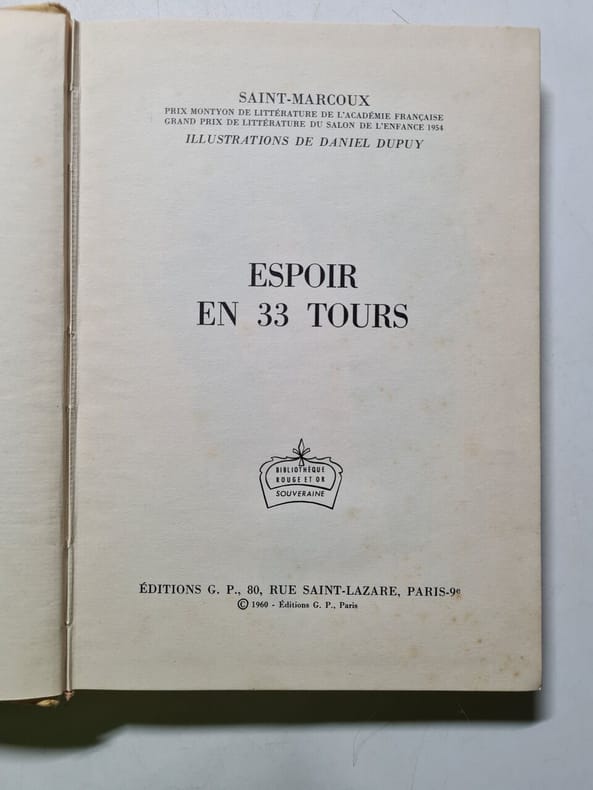 SAINT-MARCOUX
PRIX MONTYON DE LITTÉRATURE DE L'ACADÉMIE FRANÇAISE
GRAND PRIX DE LITTÉRATURE DU SALON DE L'ENFANCE 1954
ILLUSTRATIONS DE DANIEL DUPUY
ESPOIR
EN 33 TOURS
BIBLIOTHÈQUE
ROUGE ET OR
SOUVERAINE
ÉDITIONS G. P., 80, RUE SAINT-LAZARE, PARIS-9e
© 1960 - Éditions G. P., Paris